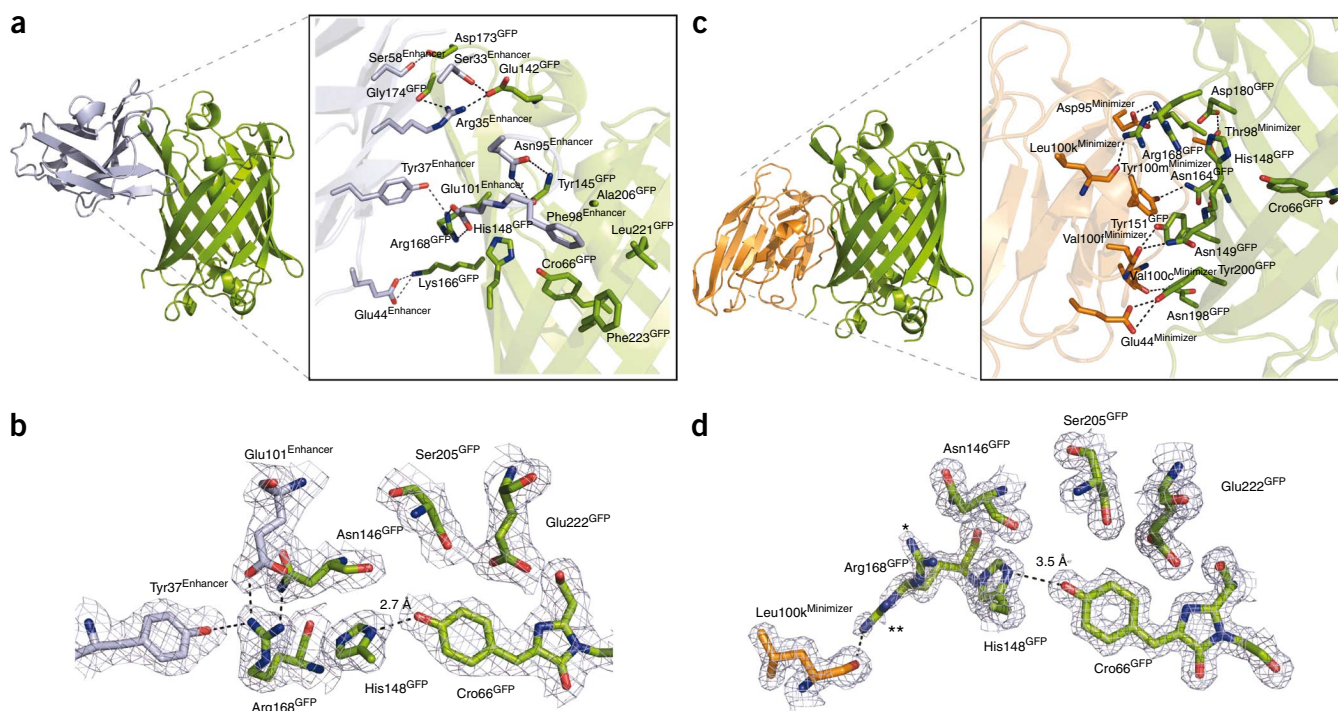 a
Ser58Enhancer
Asp173GFP
Ser33Enhancer
Glu142GFP
Gly174GFP
Arg35Enhancer
Asn95Enhancer
Tyr37Enhancer
Glu101Enhancer
Tyr145GFP
Ala206GFP
Phe98Enhancer
Leu221GFP
Arg168GFP
His148GFP
Cro66GFP
Lys166GFP
Glu44Enhancer
Phe223GFP
c
Asp95Minimizer
Asp180GFP
Thr98Minimizer
Leu100kMinimizer
Arg168GFP
His148GFP
Tyr100mMinimizer
Asn164GFP
Cro66GFP
Tyr151GFP
Val100fMinimizer
Asn149GFP
Val100cMinimizer
Tyr200GFP
Asn198GFP
Glu44Minimizer
b
Glu101Enhancer
Ser205GFP
Asn146GFP
Glu222GFP
Tyr37Enhancer
2.7 Å
His148GFP
Cro66GFP
Arg168GFP
d
Ser205GFP
Asn146GFP
Glu222GFP
*
Arg168GFP
3.5 Å
Leu100kMinimizer
**
His148GFP
Cro66GFP